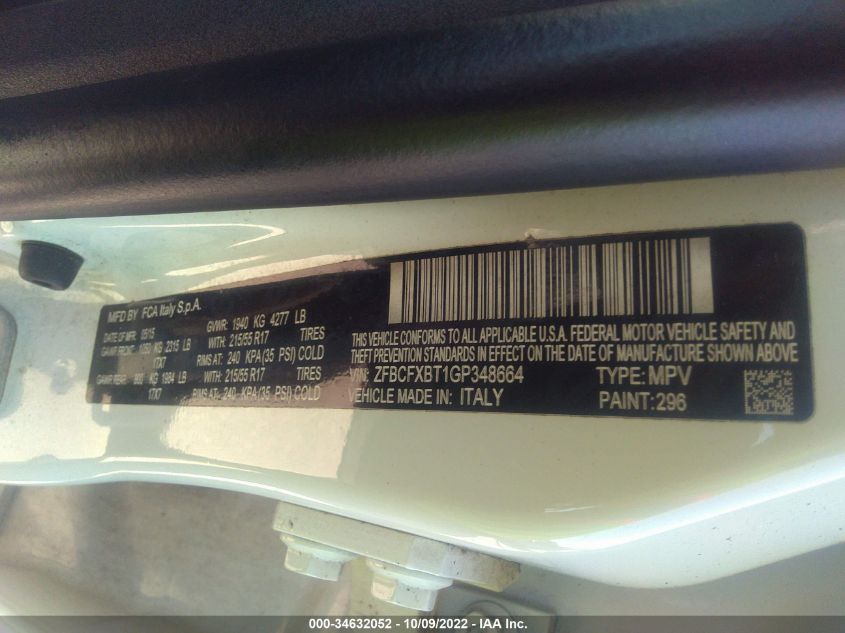 MFD BY FCA Italy S.p.A.
DATE OF MFR: 05/15 GVWR: 1940 KG 4277 LB
GAWR FRONT: 1050 KG 2315 LB WITH: 215/55 R17 TIRES
17X7 RIMS AT: 240 KPA (35 PSI) COLD
GAWR REAR: 900 KG 1984 LB WITH: 215/55 R17 TIRES
17X7 RIMS AT: 240 KPA (35 PSI) COLD
THIS VEHICLE CONFORMS TO ALL APPLICABLE U.S.A. FEDERAL MOTOR VEHICLE SAFETY AND
THEFT PREVENTION STANDARDS IN EFFECT ON THE DATE OF MANUFACTURE SHOWN ABOVE
VIN: ZFBCFXBT1GP348664 TYPE: MPV
VEHICLE MADE IN: ITALY PAINT: 296
000-34632052 - 10/09/2022 - IAA Inc.